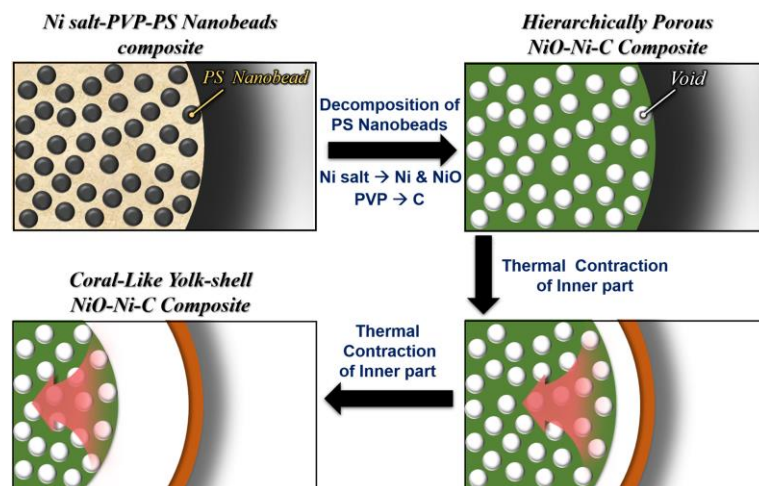 Ni salt-PVP-PS Nanobeads
composite
Hierarchically Porous
NiO-Ni-C Composite
PS Nanobead
Decomposition of
PS Nanobeads
Ni salt → Ni & NiO
PVP → C
Void
Coral-Like Yolk-shell
NiO-Ni-C Composite
Thermal Contraction
of Inner part
Thermal
Contraction
of Inner part